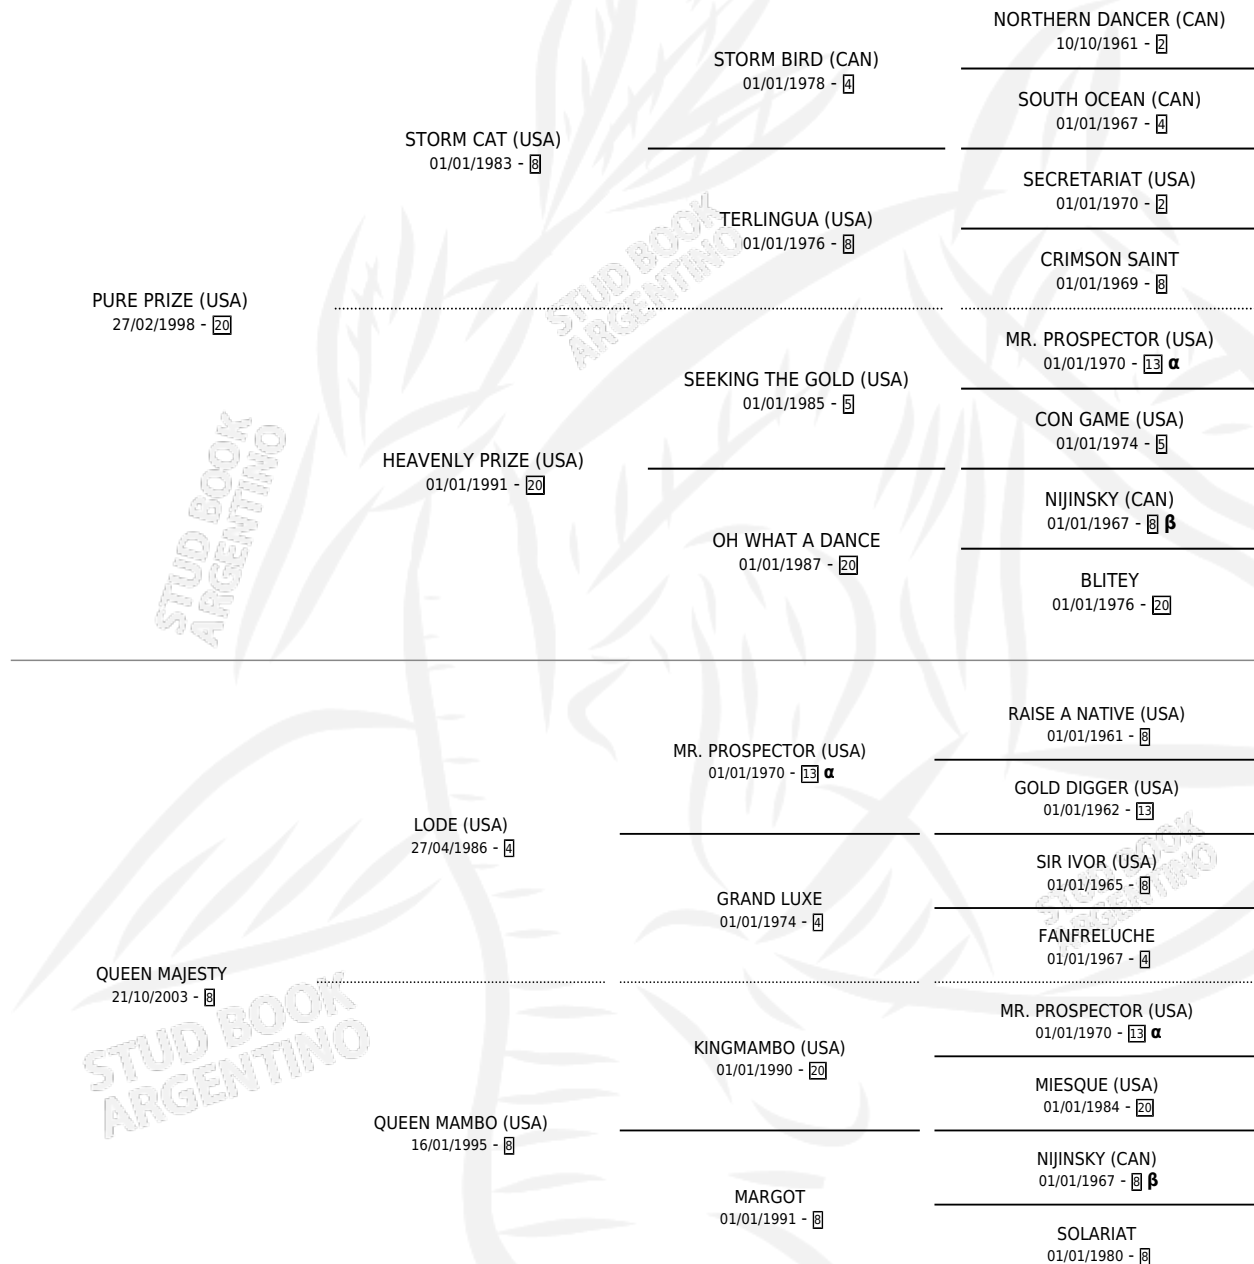 NORTHERN DANCER (CAN)
10/10/1961 - 2
STORM BIRD (CAN)
01/01/1978 - 4
SOUTH OCEAN (CAN)
01/01/1967 - 4
STORM CAT (USA)
01/01/1983 - 8
SECRETARIAT (USA)
01/01/1970 - 2
TERLINGUA (USA)
01/01/1976 - 8
CRIMSON SAINT
01/01/1969 - 8
PURE PRIZE (USA)
27/02/1998 - 20
MR. PROSPECTOR (USA)
01/01/1970 - 13 α
SEEKING THE GOLD (USA)
01/01/1985 - 5
CON GAME (USA)
01/01/1974 - 5
HEAVENLY PRIZE (USA)
01/01/1991 - 20
NIJINSKY (CAN)
01/01/1967 - 8 β
OH WHAT A DANCE
01/01/1987 - 20
BLITEY
01/01/1976 - 20
RAISE A NATIVE (USA)
01/01/1961 - 8
MR. PROSPECTOR (USA)
01/01/1970 - 13 α
GOLD DIGGER (USA)
01/01/1962 - 13
LODE (USA)
27/04/1986 - 4
SIR IVOR (USA)
01/01/1965 - 8
GRAND LUXE
01/01/1974 - 4
FANFRELUCHE
01/01/1967 - 4
QUEEN MAJESTY
21/10/2003 - 8
MR. PROSPECTOR (USA)
01/01/1970 - 13 α
KINGMAMBO (USA)
01/01/1990 - 20
MIESQUE (USA)
01/01/1984 - 20
QUEEN MAMBO (USA)
16/01/1995 - 8
NIJINSKY (CAN)
01/01/1967 - 8 β
MARGOT
01/01/1991 - 8
SOLARIAT
01/01/1980 - 8
STUD BOOK
ARGENTINO
STUD BOOK
ARGENTINO
STUD BOOK
ARGENTINO
STUD BOOK
ARGENTINO